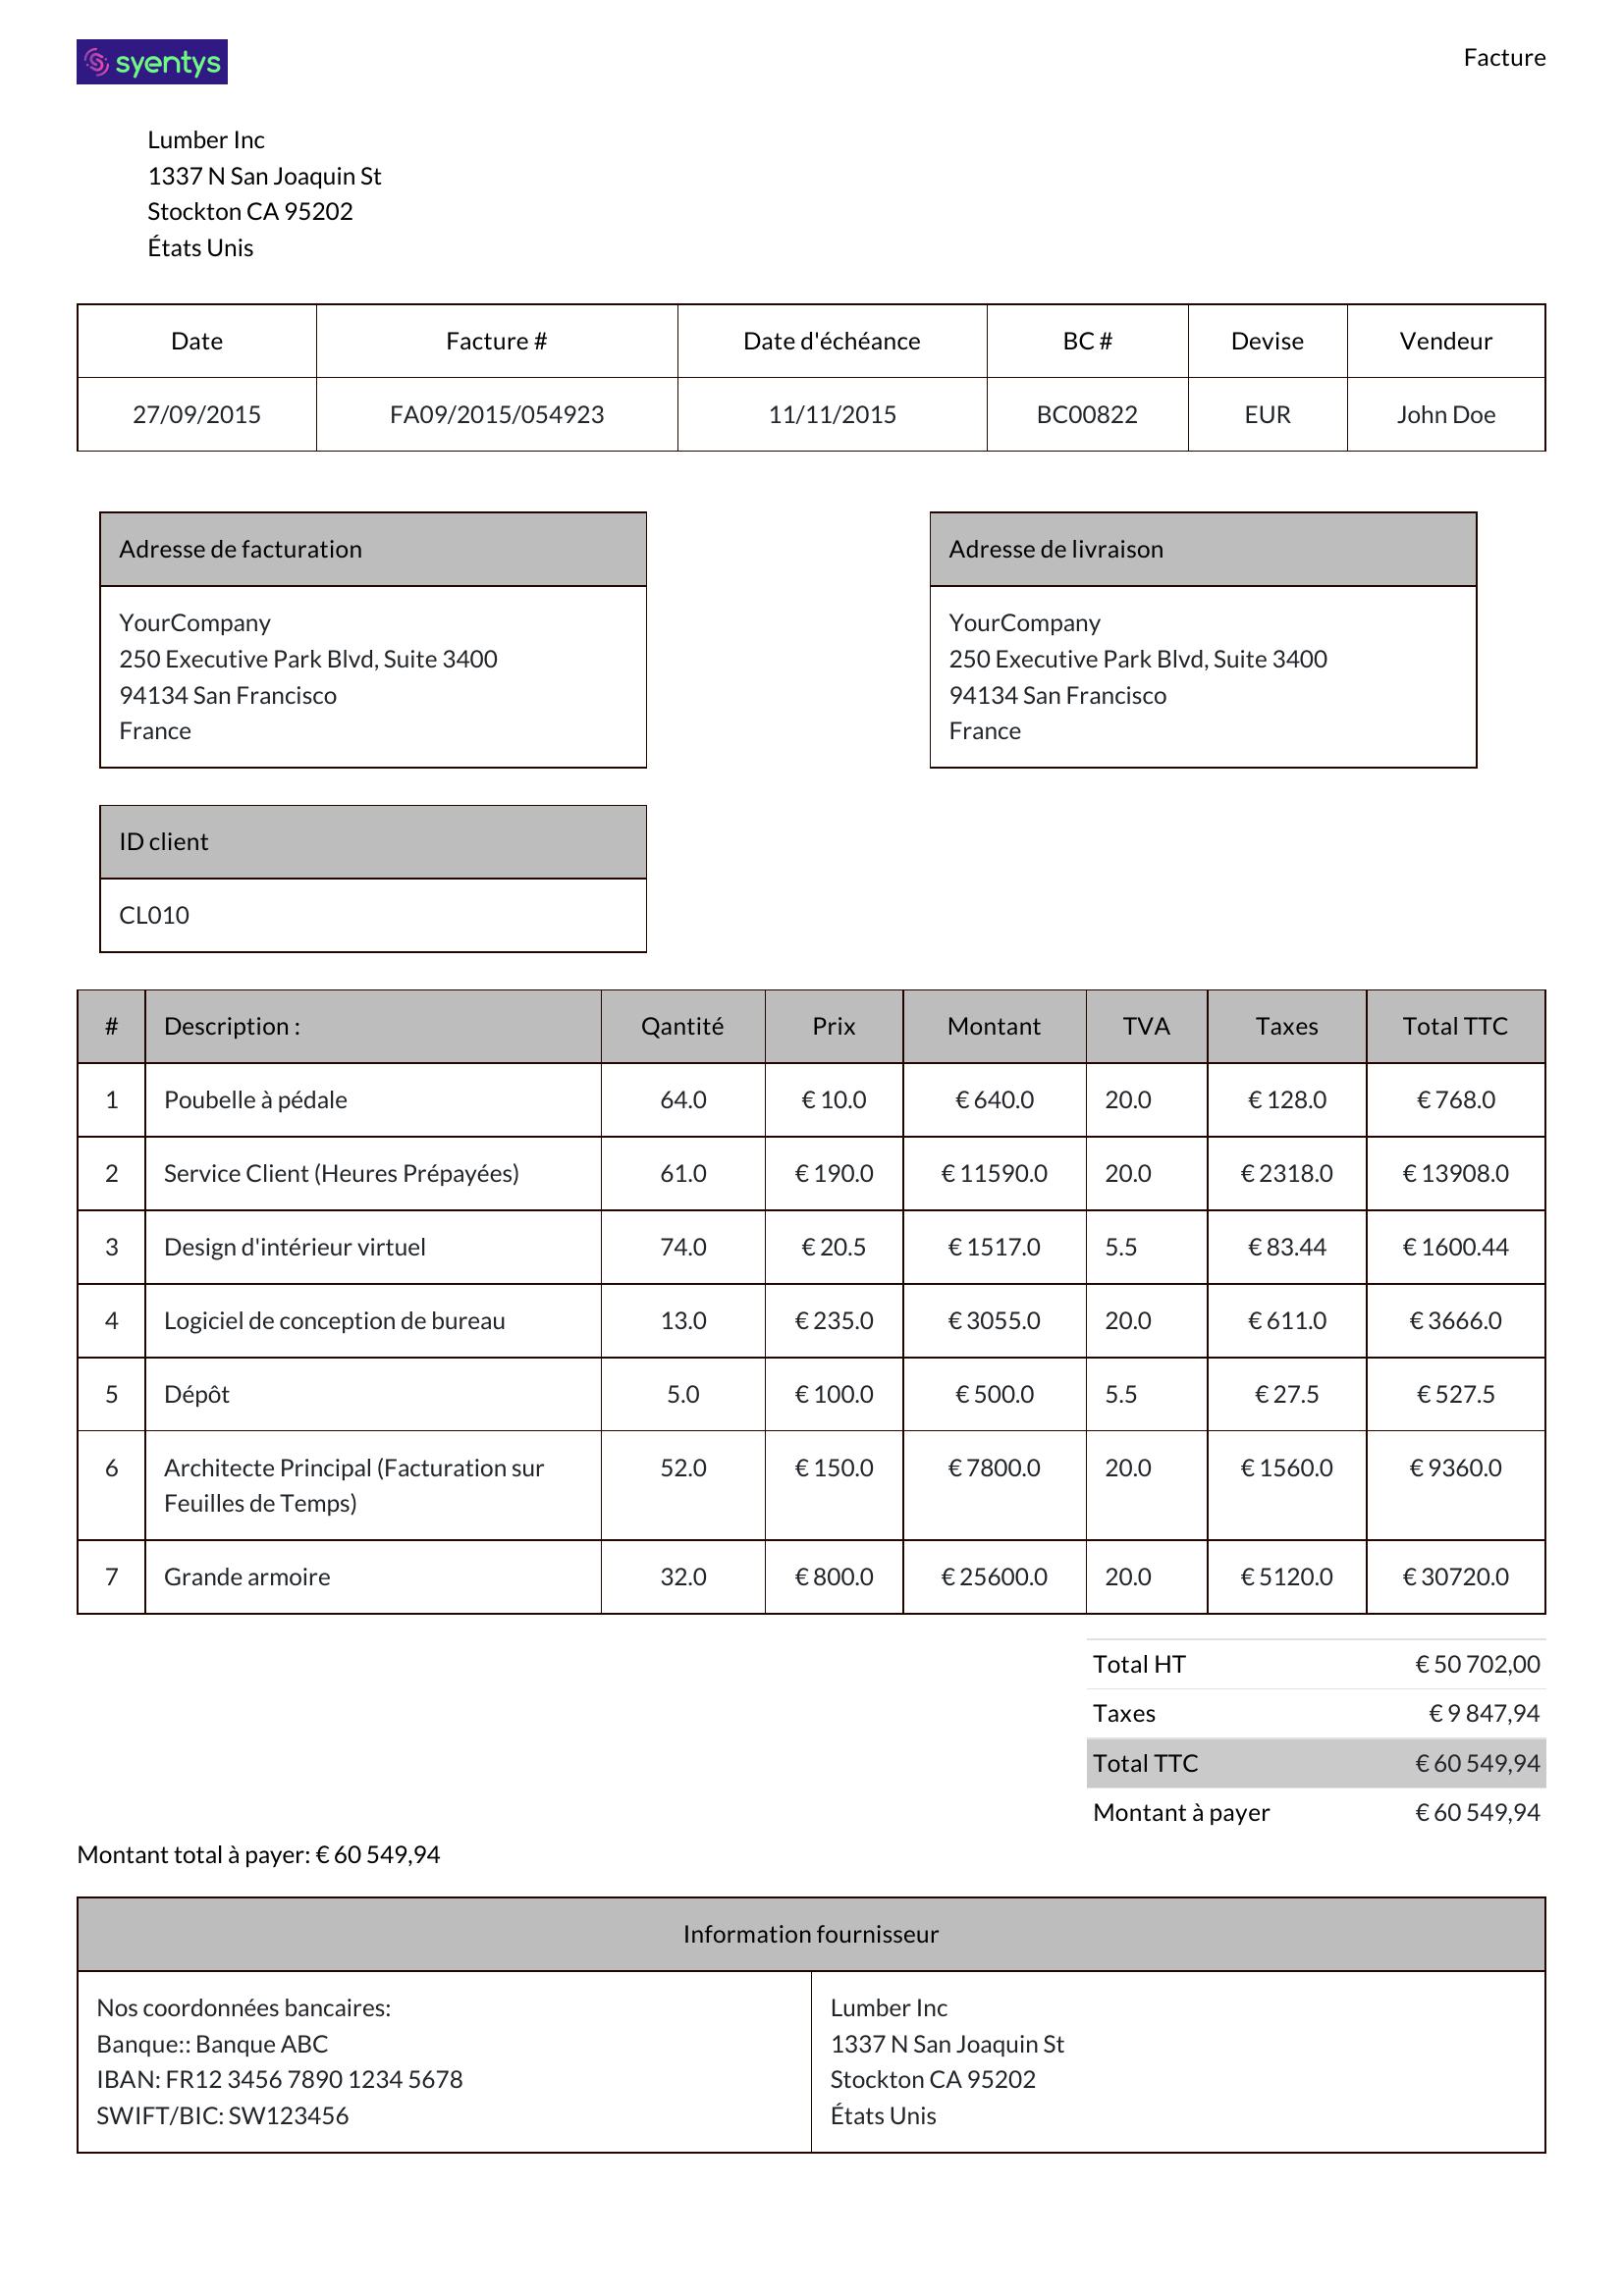 syentys
Facture
Lumber Inc
1337 N San Joaquin St
Stockton CA 95202
États Unis
Date Facture # Date d'échéance BC # Devise Vendeur
27/09/2015 FA09/2015/054923 11/11/2015 BC00822 EUR John Doe
Adresse de facturation
YourCompany
250 Executive Park Blvd, Suite 3400
94134 San Francisco
France
Adresse de livraison
YourCompany
250 Executive Park Blvd, Suite 3400
94134 San Francisco
France
ID client
CL010
# Description : Qantité Prix Montant TVA Taxes Total TTC
1 Poubelle à pédale 64.0 € 10.0 € 640.0 20.0 € 128.0 € 768.0
2 Service Client (Heures Prépayées) 61.0 € 190.0 € 11590.0 20.0 € 2318.0 € 13908.0
3 Design d'intérieur virtuel 74.0 € 20.5 € 1517.0 5.5 € 83.44 € 1600.44
4 Logiciel de conception de bureau 13.0 € 235.0 € 3055.0 20.0 € 611.0 € 3666.0
5 Dépôt 5.0 € 100.0 € 500.0 5.5 € 27.5 € 527.5
6 Architecte Principal (Facturation sur 52.0 € 150.0 € 7800.0 20.0 € 1560.0 € 9360.0
Feuilles de Temps)
7 Grande armoire 32.0 € 800.0 € 25600.0 20.0 € 5120.0 € 30720.0
Total HT € 50 702,00
Taxes € 9 847,94
Total TTC € 60 549,94
Montant à payer € 60 549,94
Montant total à payer: € 60 549,94
Information fournisseur
Nos coordonnées bancaires:
Banque:: Banque ABC
IBAN: FR12 3456 7890 1234 5678
SWIFT/BIC: SW123456
Lumber Inc
1337 N San Joaquin St
Stockton CA 95202
États Unis